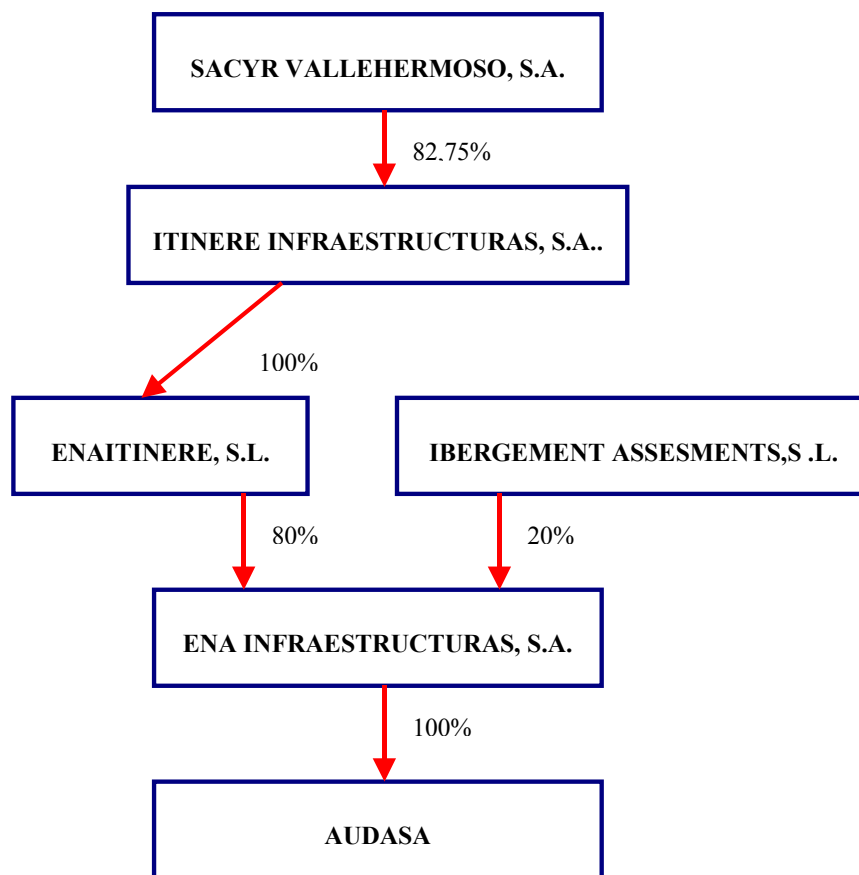 SACYR VALLEHERMOSO, S.A.
82,75%
ITINERE INFRAESTRUCTURAS, S.A..
100%
ENAITINERE, S.L.
IBERGEMENT ASSESMENTS,S .L.
80%
20%
ENA INFRAESTRUCTURAS, S.A.
100%
AUDASA